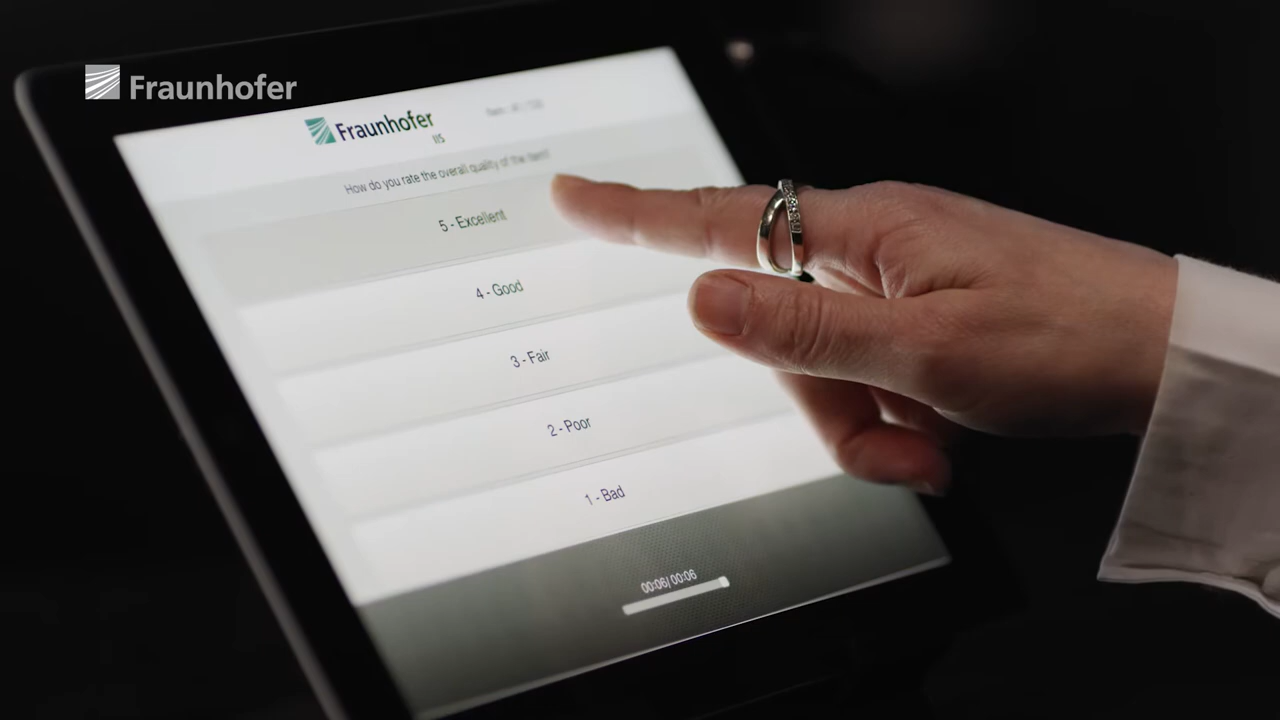 Fraunhofer
Fraunhofer
IIS
How do you rate the overall quality of the item?
5 - Excellent
4 - Good
3 - Fair
2 - Poor
1 - Bad
00:06/ 00:06